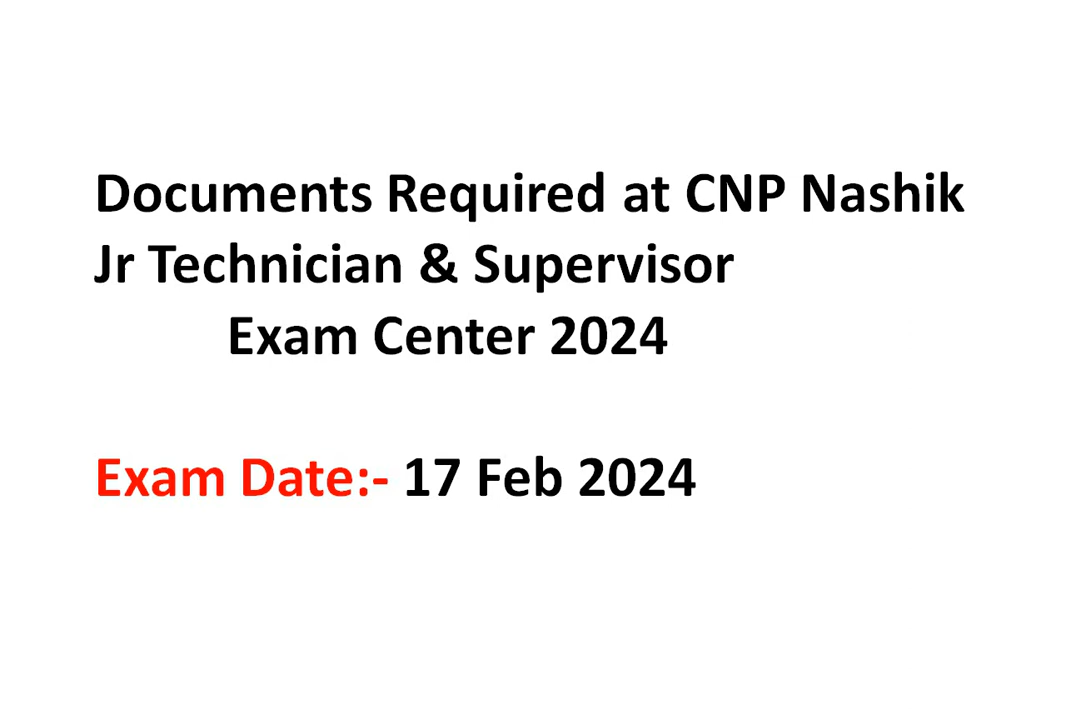 Documents Required at CNP Nashik
Jr Technician & Supervisor
Exam Center 2024
Exam Date:- 17 Feb 2024